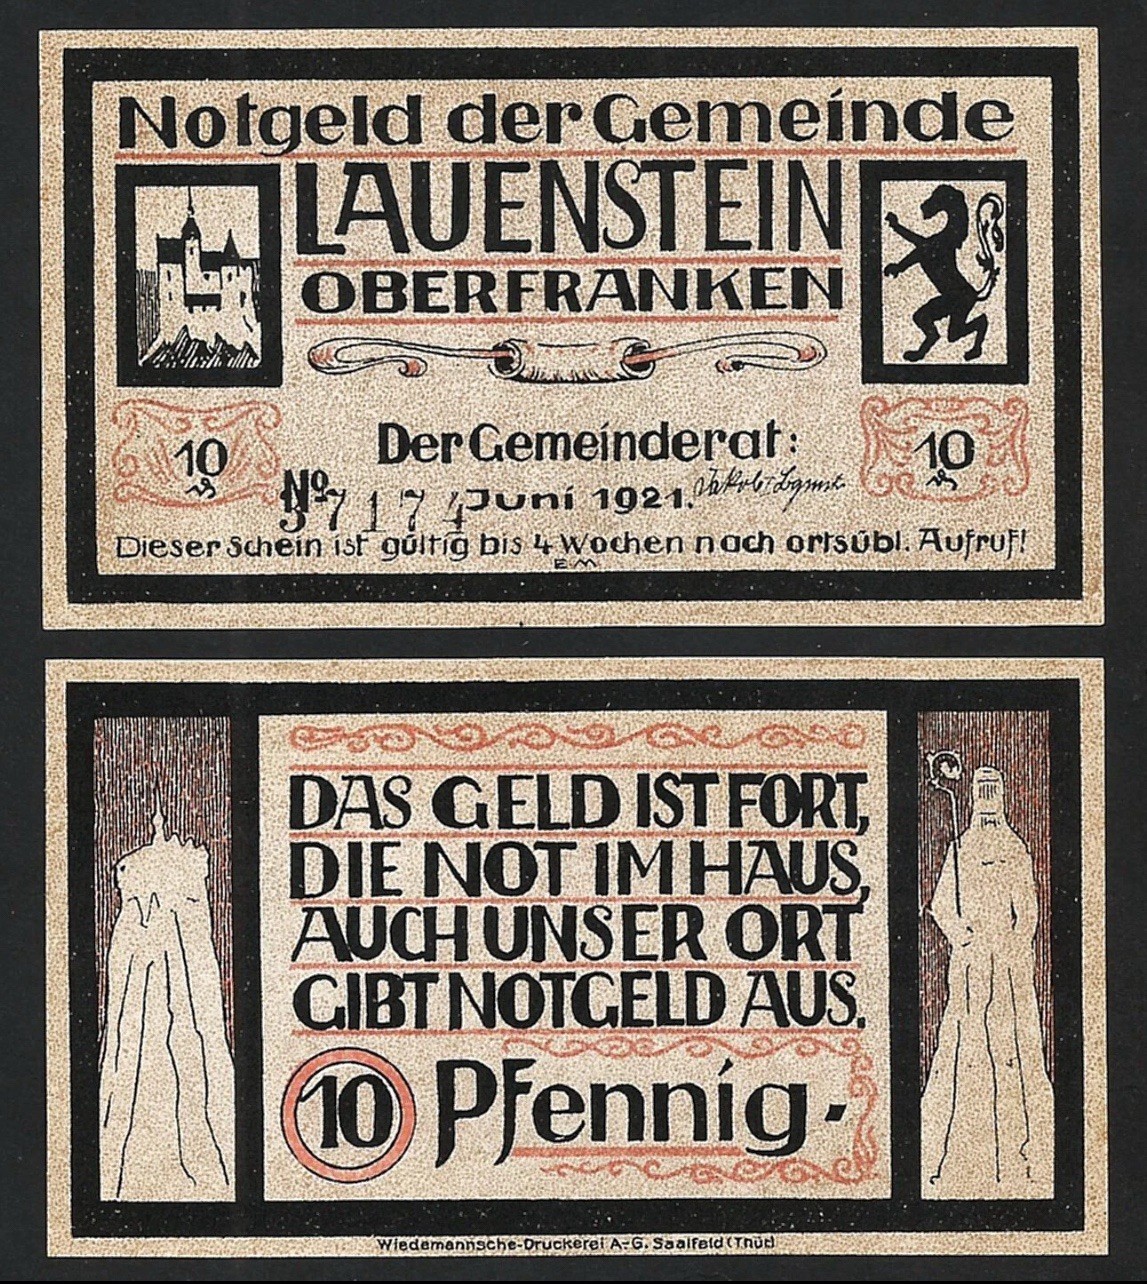 Notgeld der Gemeinde
LAUENSTEIN
OBERFRANKEN
10
10
Der Gemeinderat:
№ 7174
Juni 1921.
Dieser Schein ist gültig bis 4 Wochen nach ortsübl. Aufruf!
EM
DAS GELD IST FORT,
DIE NOT IM HAUS,
AUCH UNSER ORT
GIBT NOTGELD AUS.
10 Pfennig-
Wiedemannsche-Druckerei A.-G. Saalfeld (Thür)